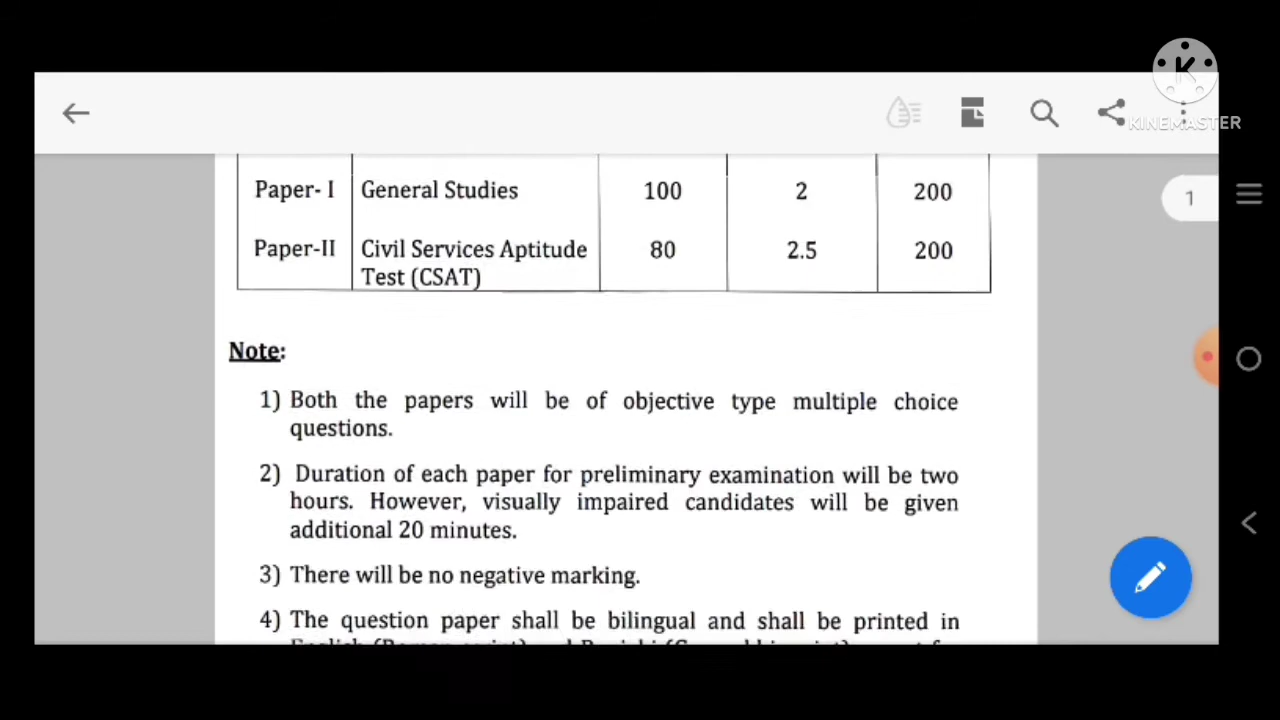 K
KINEMASTER
1
Paper- I General Studies 100 2 200
Paper-II Civil Services Aptitude 80 2.5 200
Test (CSAT)
Note:
1) Both the papers will be of objective type multiple choice
questions.
2) Duration of each paper for preliminary examination will be two
hours. However, visually impaired candidates will be given
additional 20 minutes.
3) There will be no negative marking.
4) The question paper shall be bilingual and shall be printed in